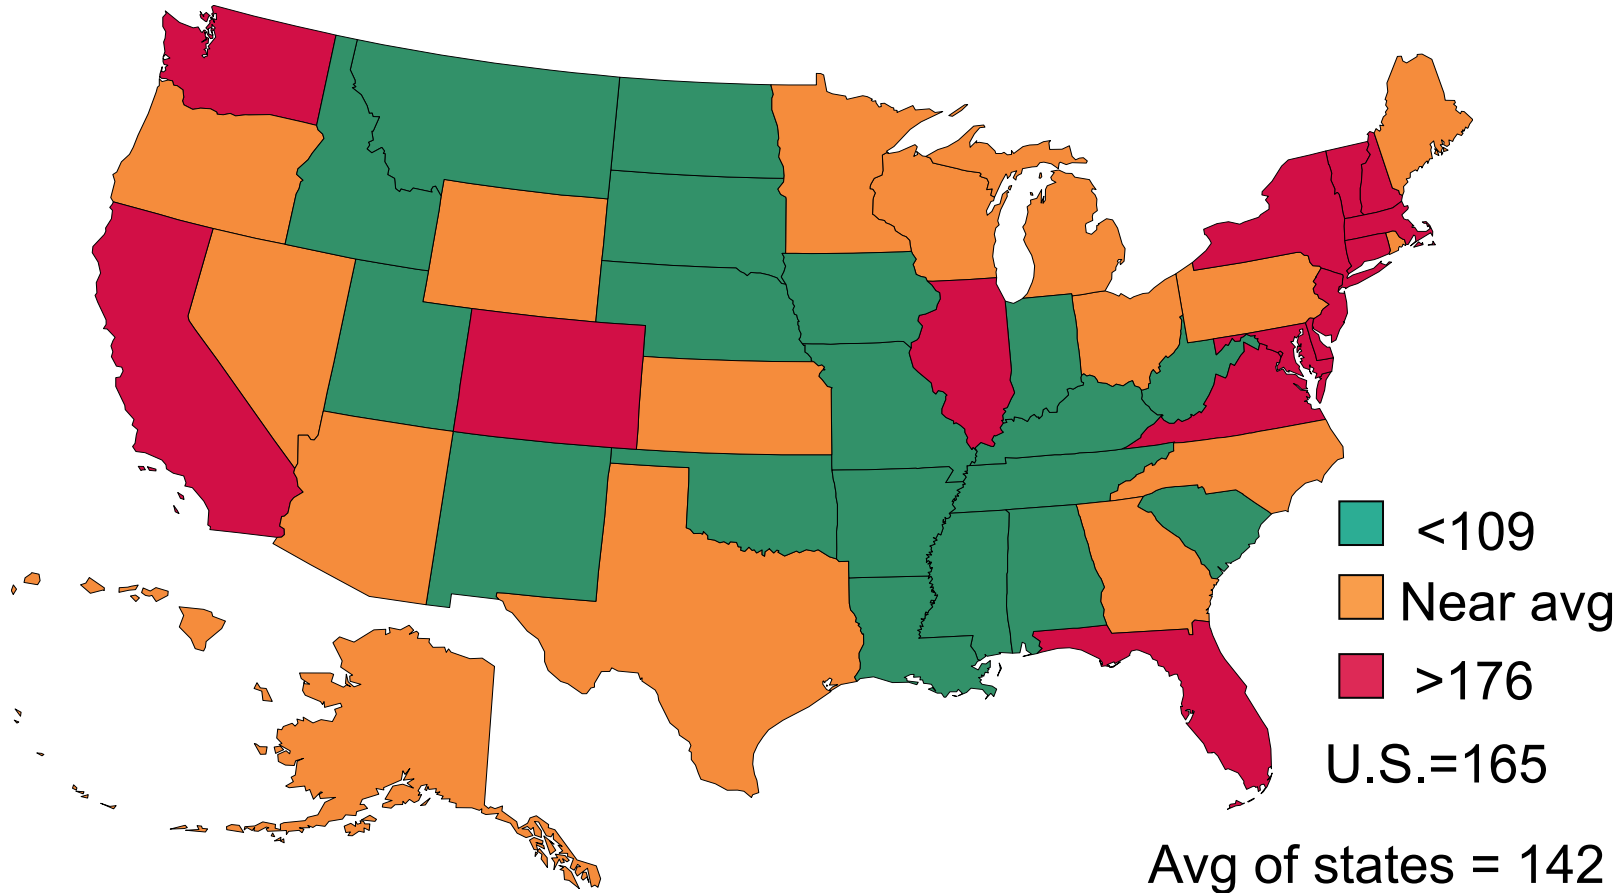 <109
Near avg
>176
U.S.=165
Avg of states = 142